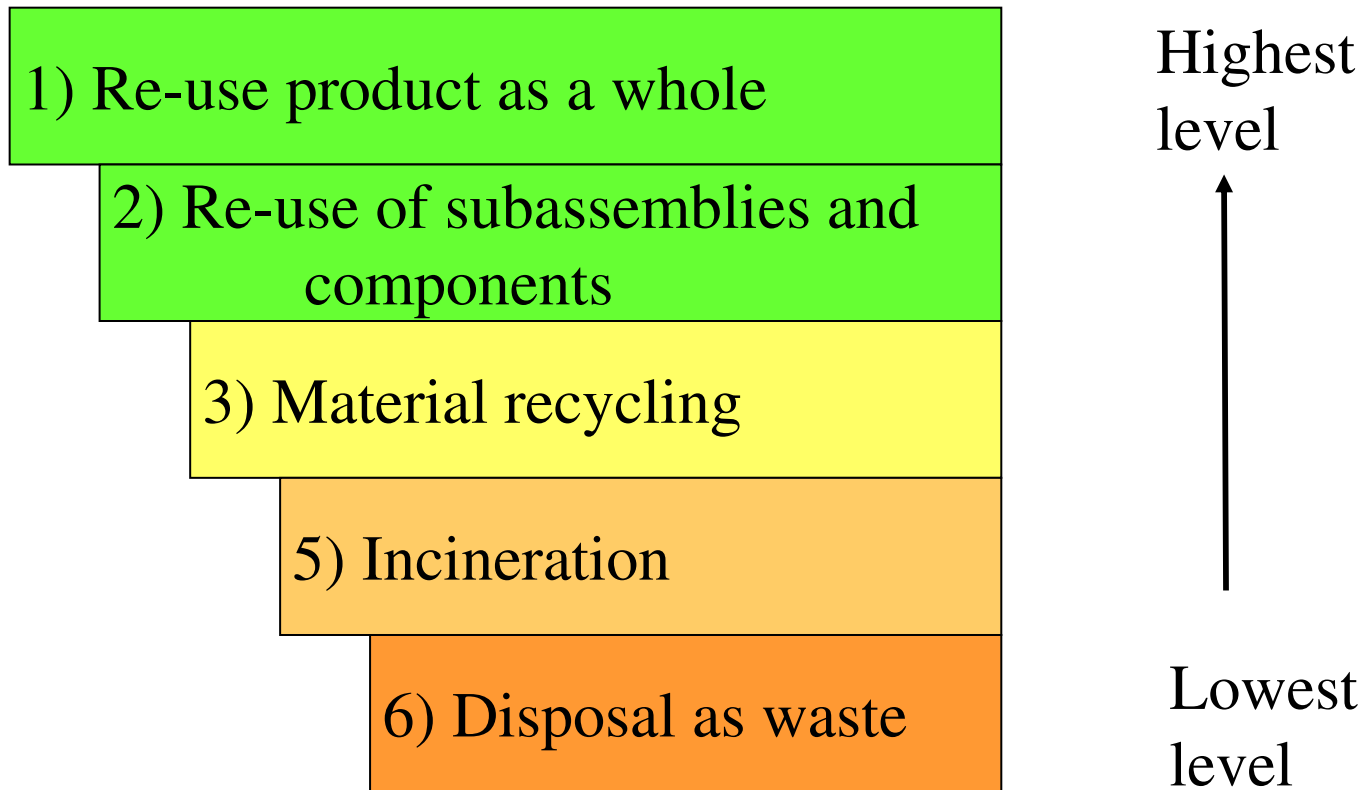 1) Re-use product as a whole
2) Re-use of subassemblies and
components
3) Material recycling
5) Incineration
6) Disposal as waste
Highest
level
Lowest
level